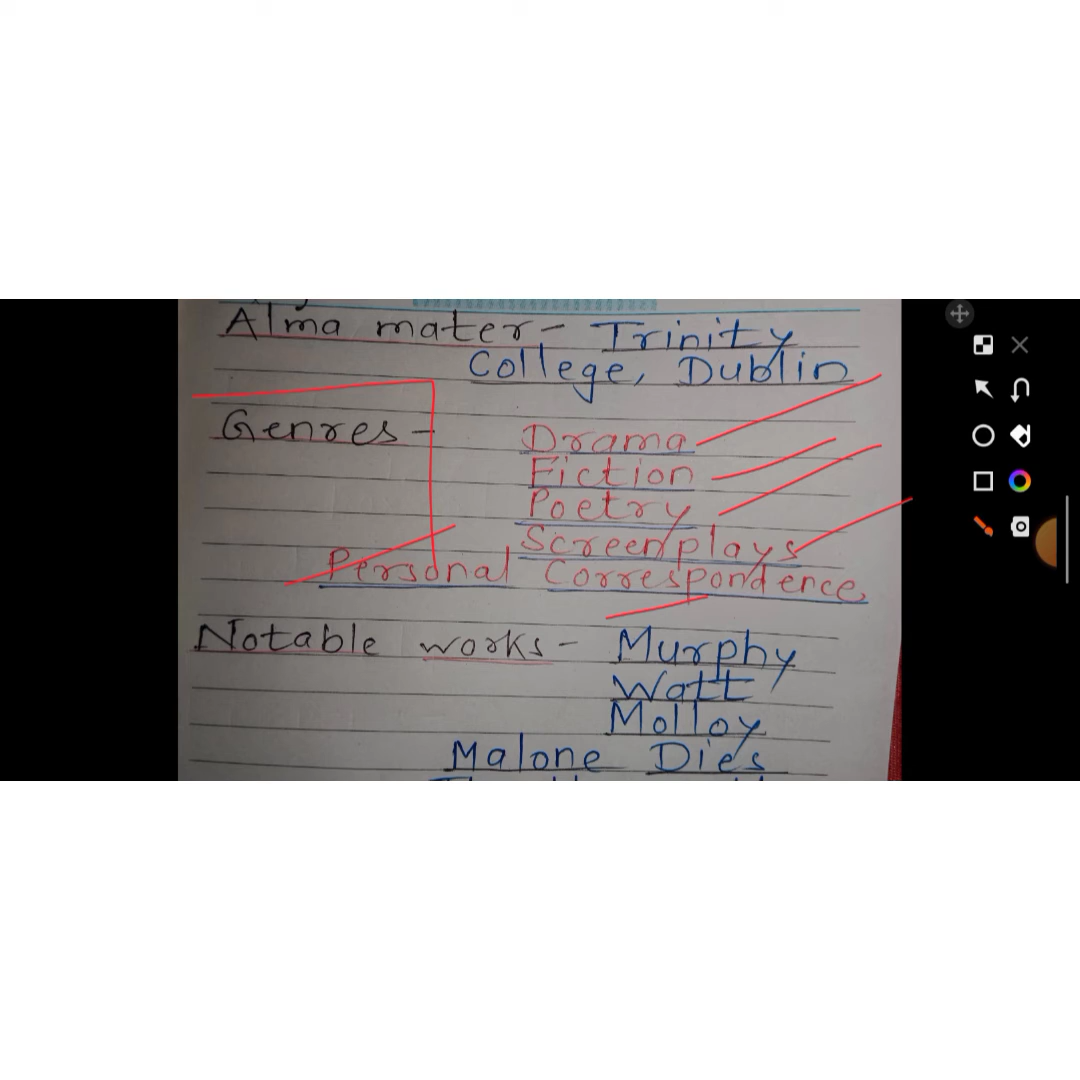 Alma mater - Trinity
College, Dublin
Genres - Drama
Fiction
Poetry
Screenplays
Personal Correspondence
Notable works - Murphy
Watt
Molloy
Malone Dies